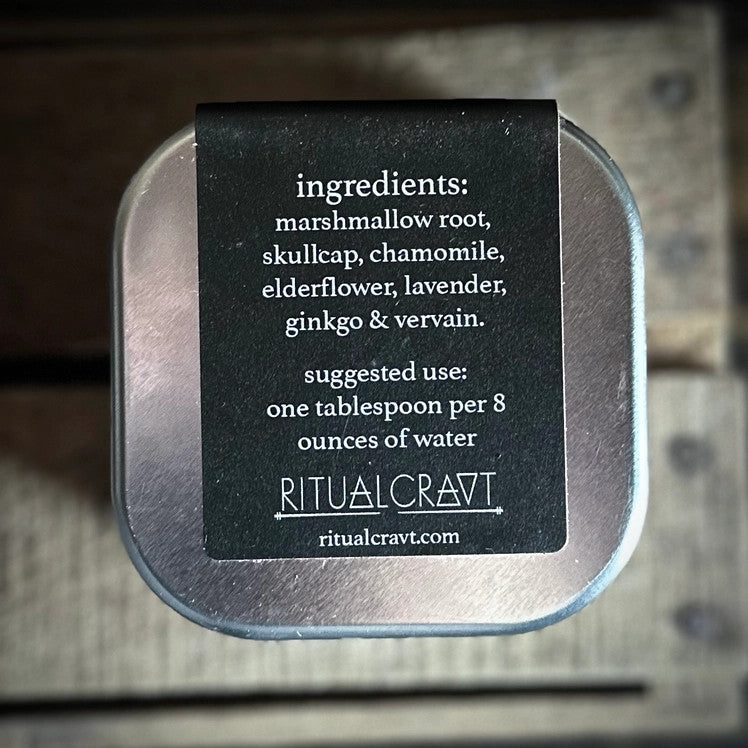 ingredients:
marshmallow root,
skullcap, chamomile,
elderflower, lavender,
ginkgo & vervain.
suggested use:
one tablespoon per 8
ounces of water
RITUALCRAVT
ritualcravt.com